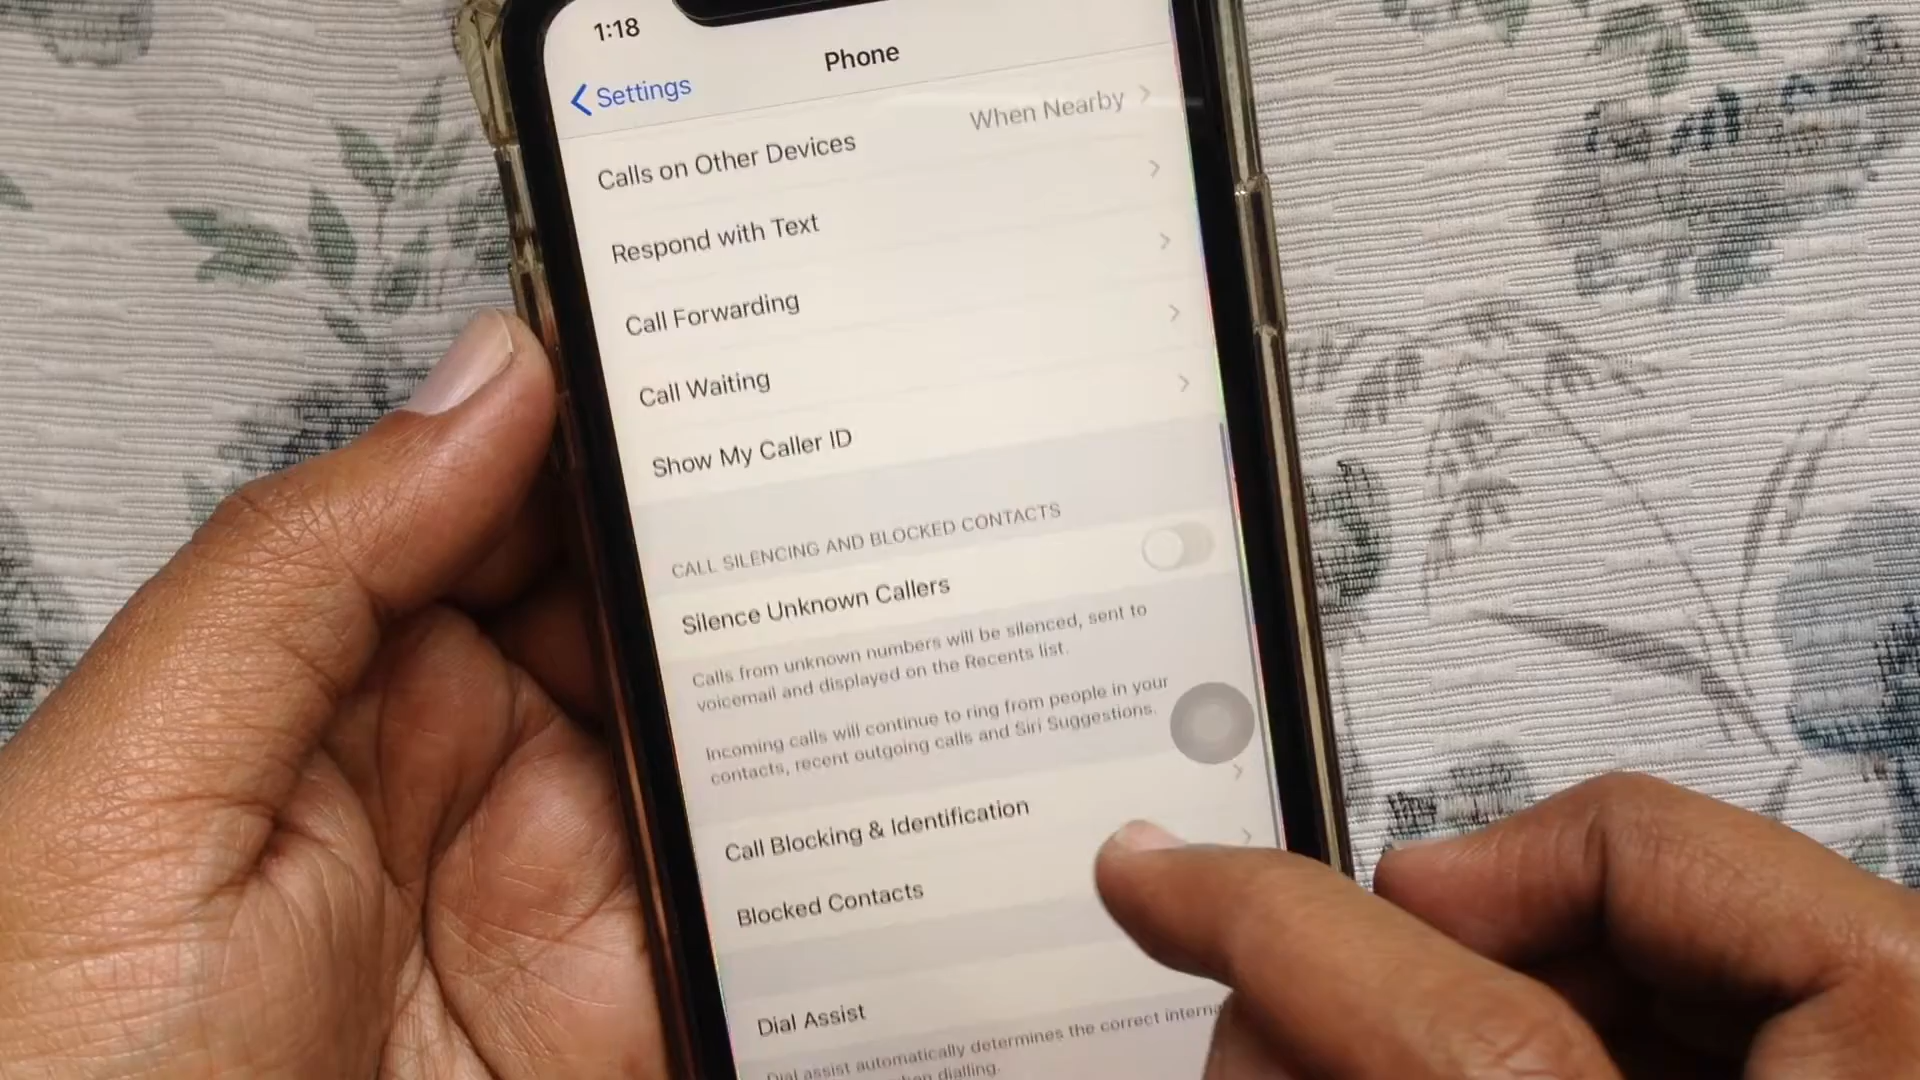 1:18
Settings
Phone
Calls on Other Devices When Nearby
Respond with Text
Call Forwarding
Call Waiting
Show My Caller ID
CALL SILENCING AND BLOCKED CONTACTS
Silence Unknown Callers
Calls from unknown numbers will be silenced, sent to
voicemail and displayed on the Recents list.
Incoming calls will continue to ring from people in your
contacts, recent outgoing calls and Siri Suggestions.
Call Blocking & Identification
Blocked Contacts
Dial Assist
Dial assist automatically determines the correct
when dialling.